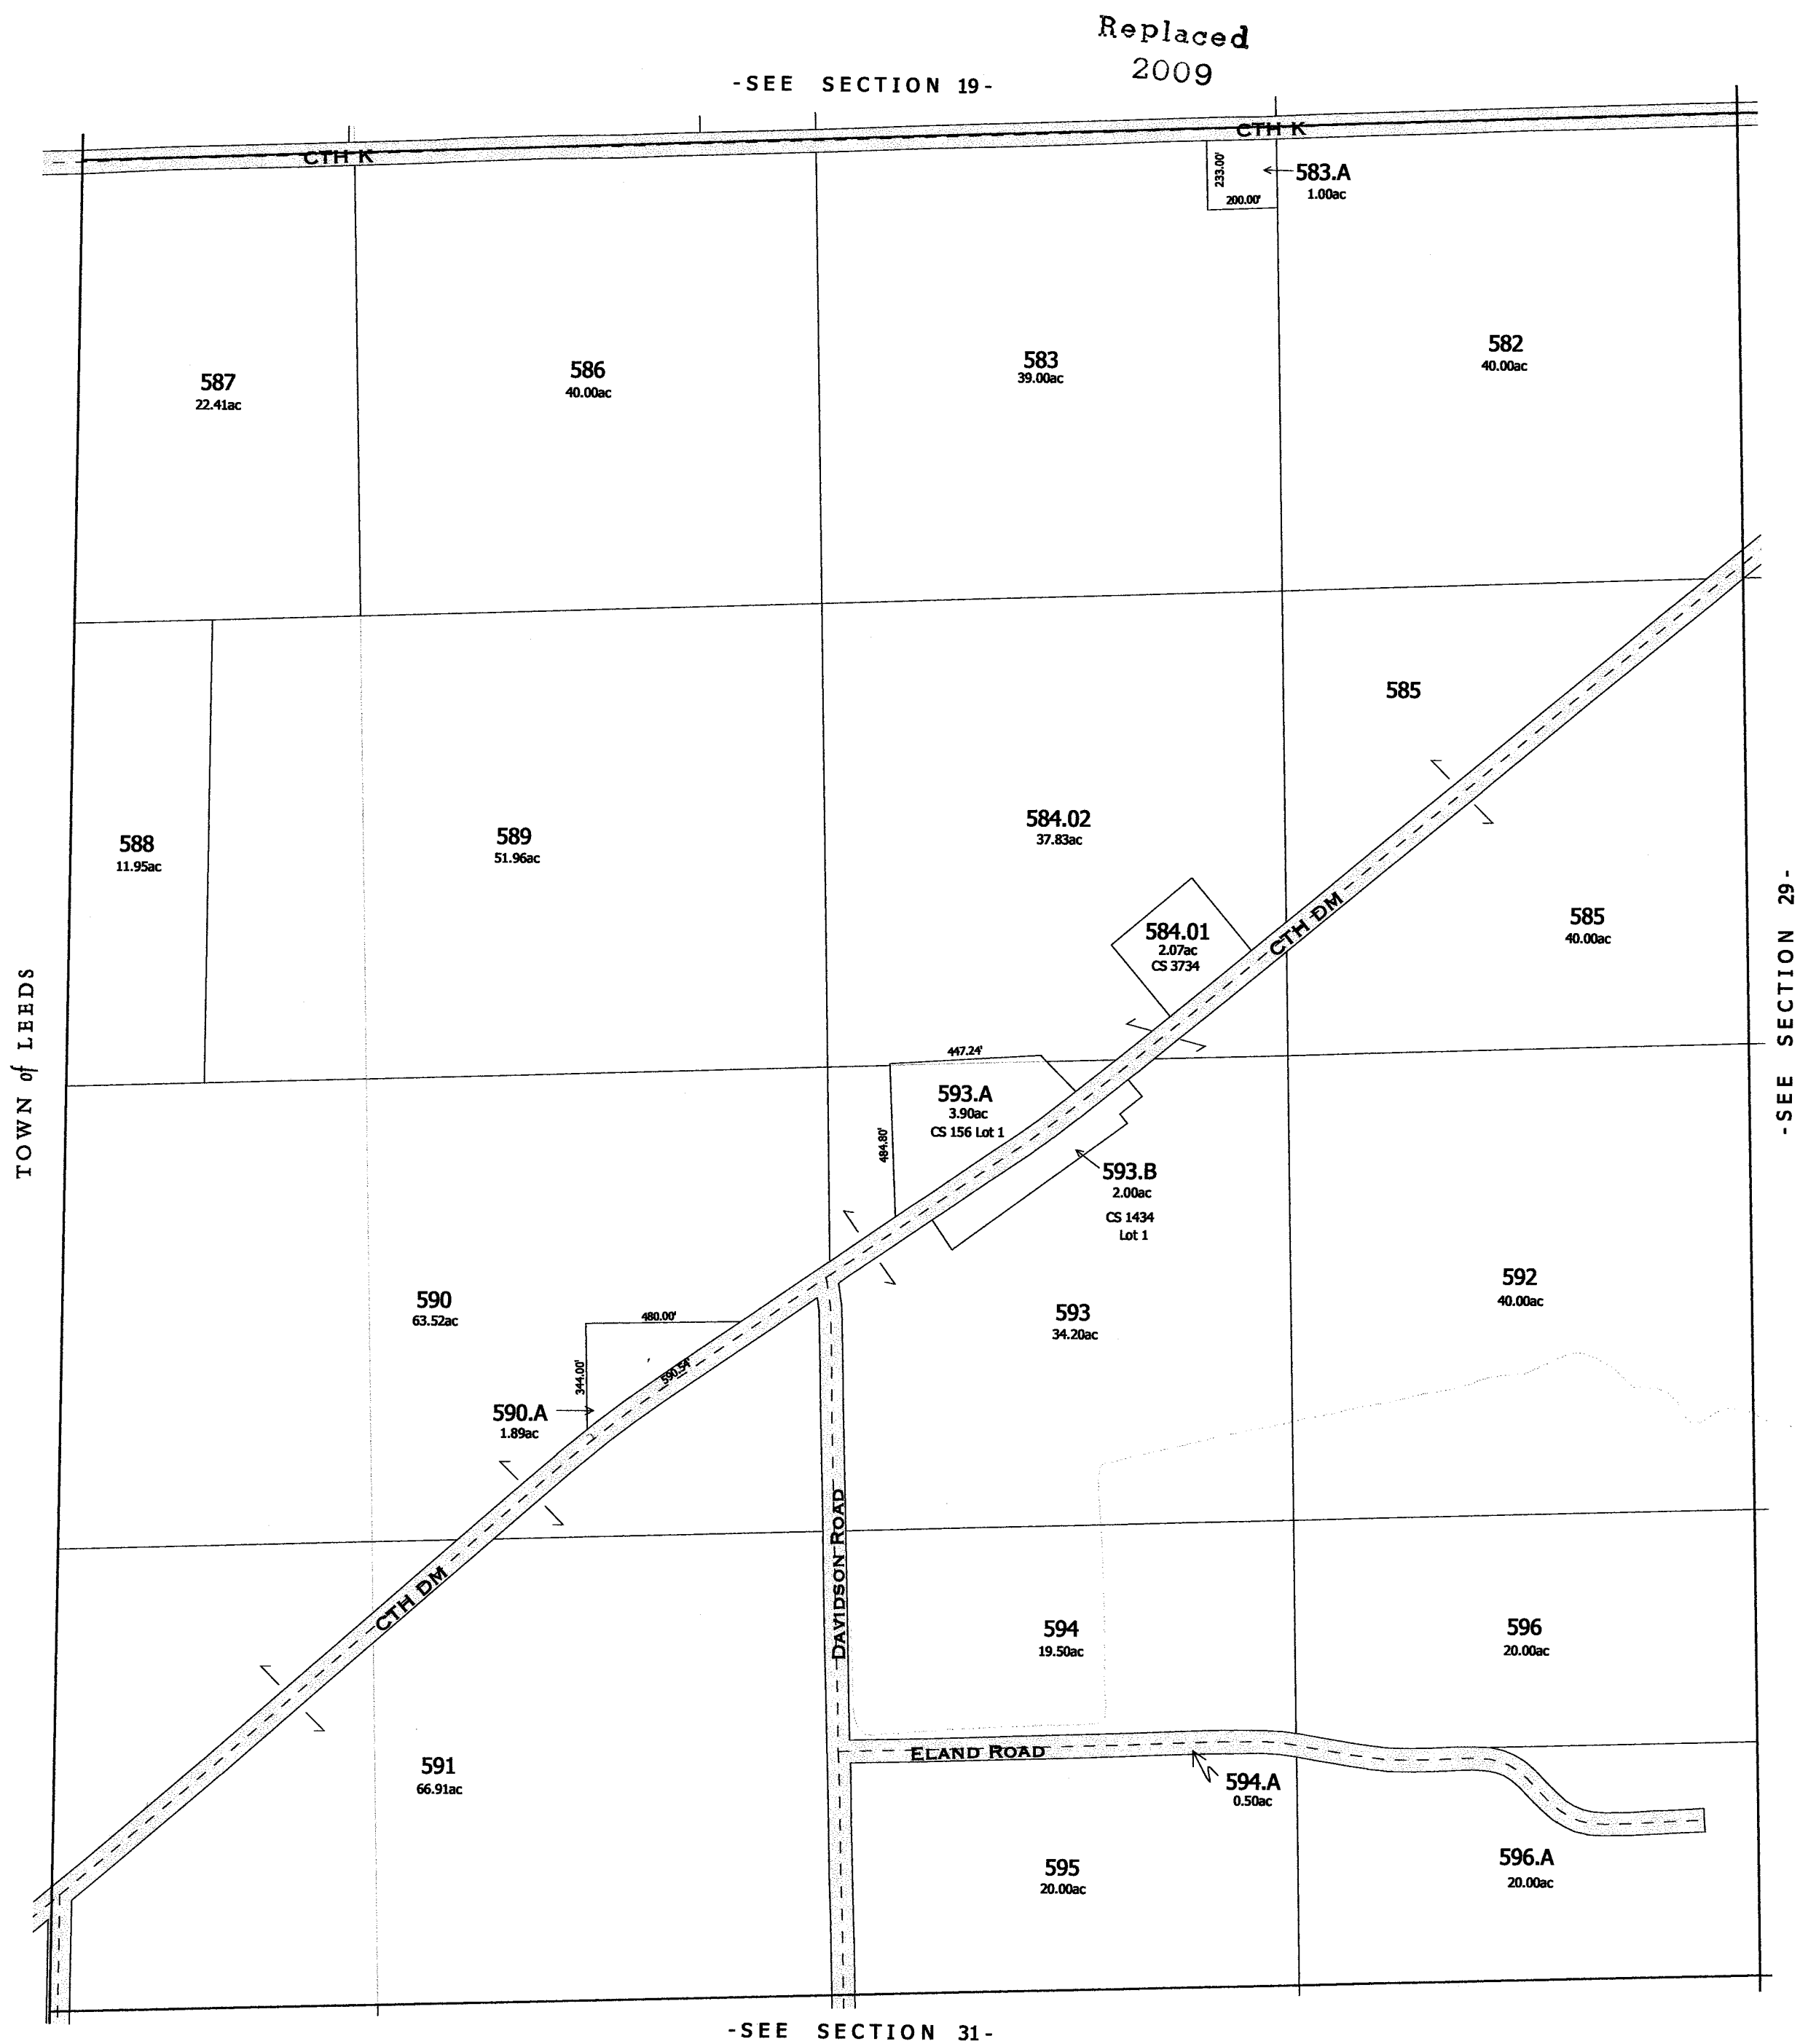 Replaced
2009
-SEE SECTION 19-
CTH K
CTH K
233.00'
200.00'
583.A
1.00ac
587
22.41ac
586
40.00ac
583
39.00ac
582
40.00ac
585
588
11.95ac
589
51.96ac
584.02
37.83ac
584.01
2.07ac
CS 3734
CTH DM
585
40.00ac
TOWN of LEEDS
-SEE SECTION 29-
447.24'
484.80'
593.A
3.90ac
CS 156 Lot 1
593.B
2.00ac
CS 1434
Lot 1
590
63.52ac
480.00'
344.00'
590.54'
590.A
1.89ac
593
34.20ac
592
40.00ac
CTH DM
DAVIDSON ROAD
594
19.50ac
596
20.00ac
591
66.91ac
ELAND ROAD
594.A
0.50ac
595
20.00ac
596.A
20.00ac
-SEE SECTION 31-